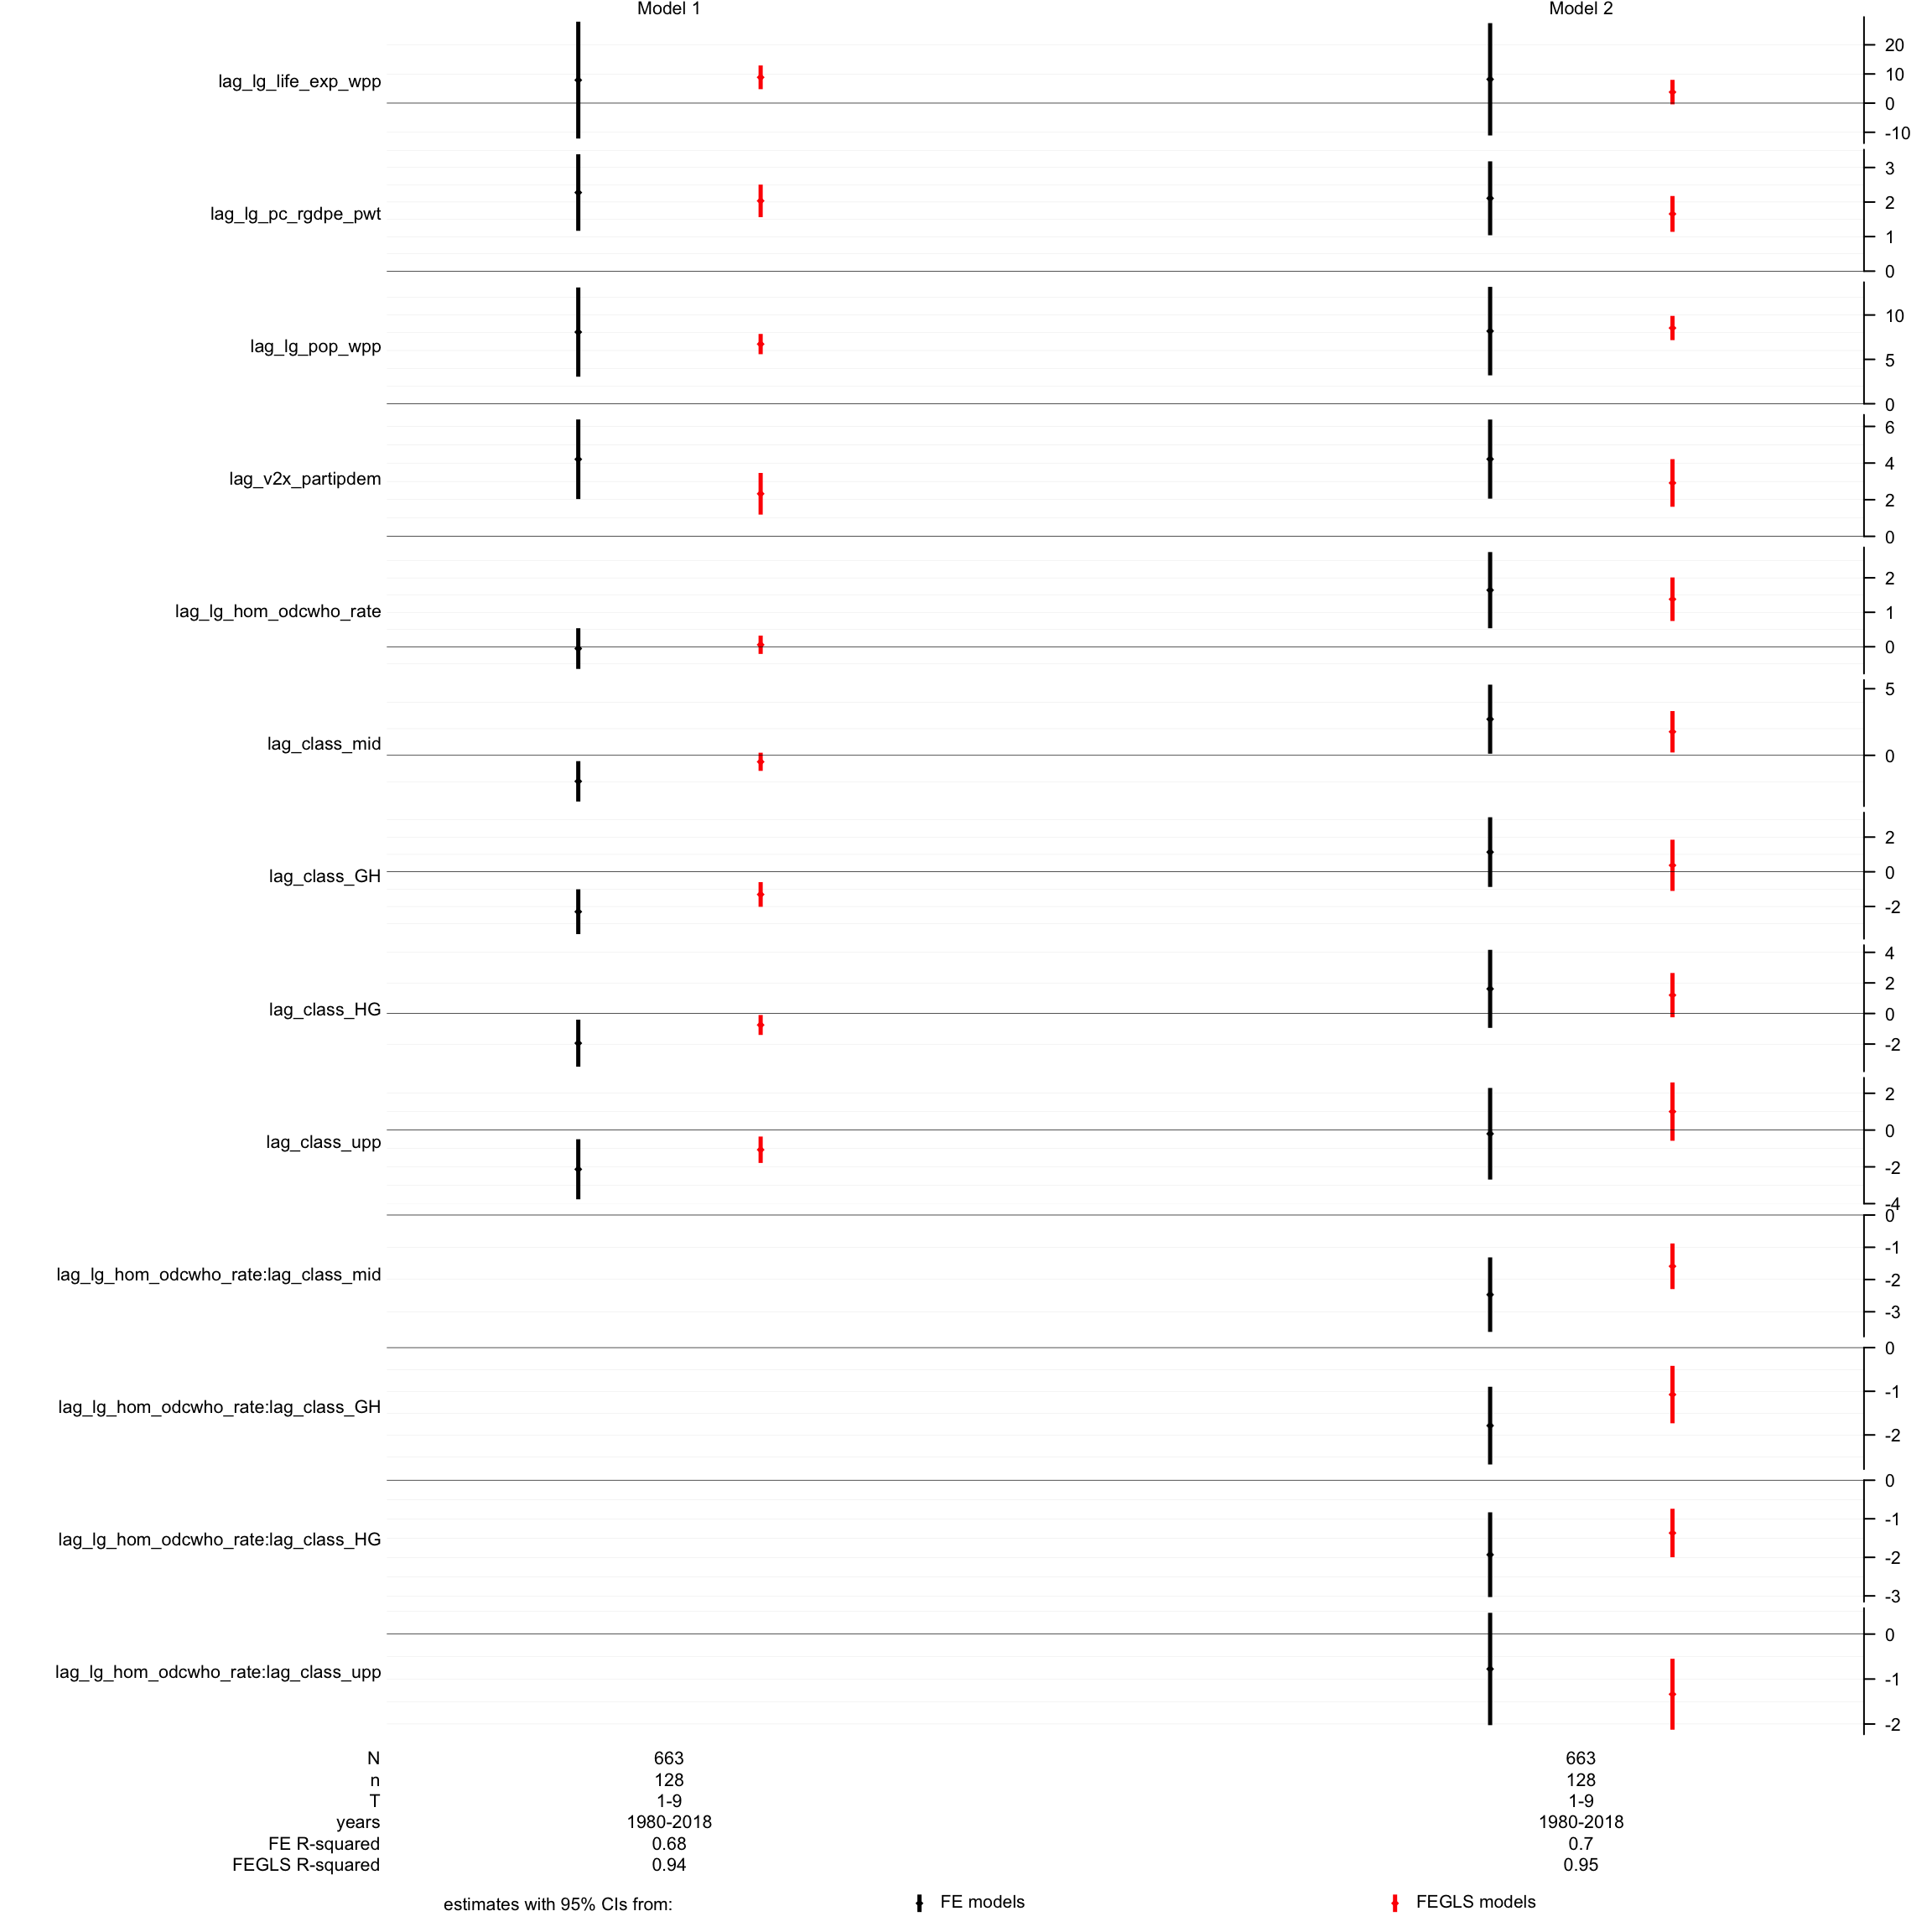 Model 1 Model 2
lag_lg_life_exp_wpp
20
10
0
-10
lag_lg_pc_rgdpe_pwt
3
2
1
0
lag_lg_pop_wpp
10
5
0
lag_v2x_partipdem
6
4
2
0
lag_lg_hom_odcwho_rate
2
1
0
lag_class_mid
5
0
lag_class_GH
2
0
-2
lag_class_HG
4
2
0
-2
lag_class_upp
2
0
-2
-4
lag_lg_hom_odcwho_rate:lag_class_mid
0
-1
-2
-3
lag_lg_hom_odcwho_rate:lag_class_GH
0
-1
-2
lag_lg_hom_odcwho_rate:lag_class_HG
0
-1
-2
-3
lag_lg_hom_odcwho_rate:lag_class_upp
0
-1
-2
N 663 663
n 128 128
T 1-9 1-9
years 1980-2018 1980-2018
FE R-squared 0.68 0.7
FEGLS R-squared 0.94 0.95
estimates with 95% CIs from: FE models FEGLS models